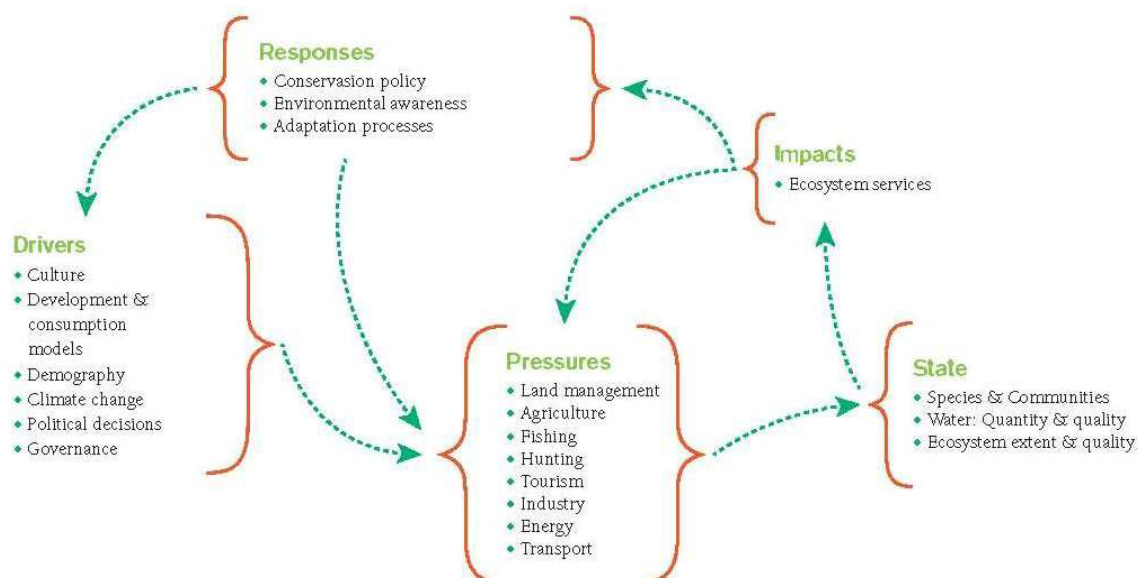 Responses
Conservasion policy
Environmental awareness
Adaptation processes
Impacts
Ecosystem services
Drivers
Culture
Development &
consumption
models
Demography
Climate change
Political decisions
Governance
Pressures
Land management
Agriculture
Fishing
Hunting
Tourism
Industry
Energy
Transport
State
Species & Communities
Water: Quantity & quality
Ecosystem extent & quality